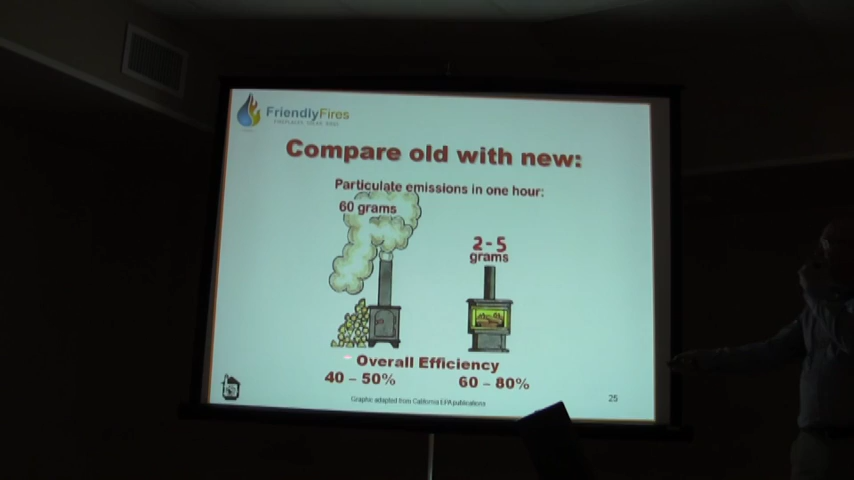 FriendlyFires
Compare old with new:
Particulate emissions in one hour:
60 grams
2 - 5
grams
Overall Efficiency
40 – 50%
60 – 80%
Graphic adapted from California EPA publications
25